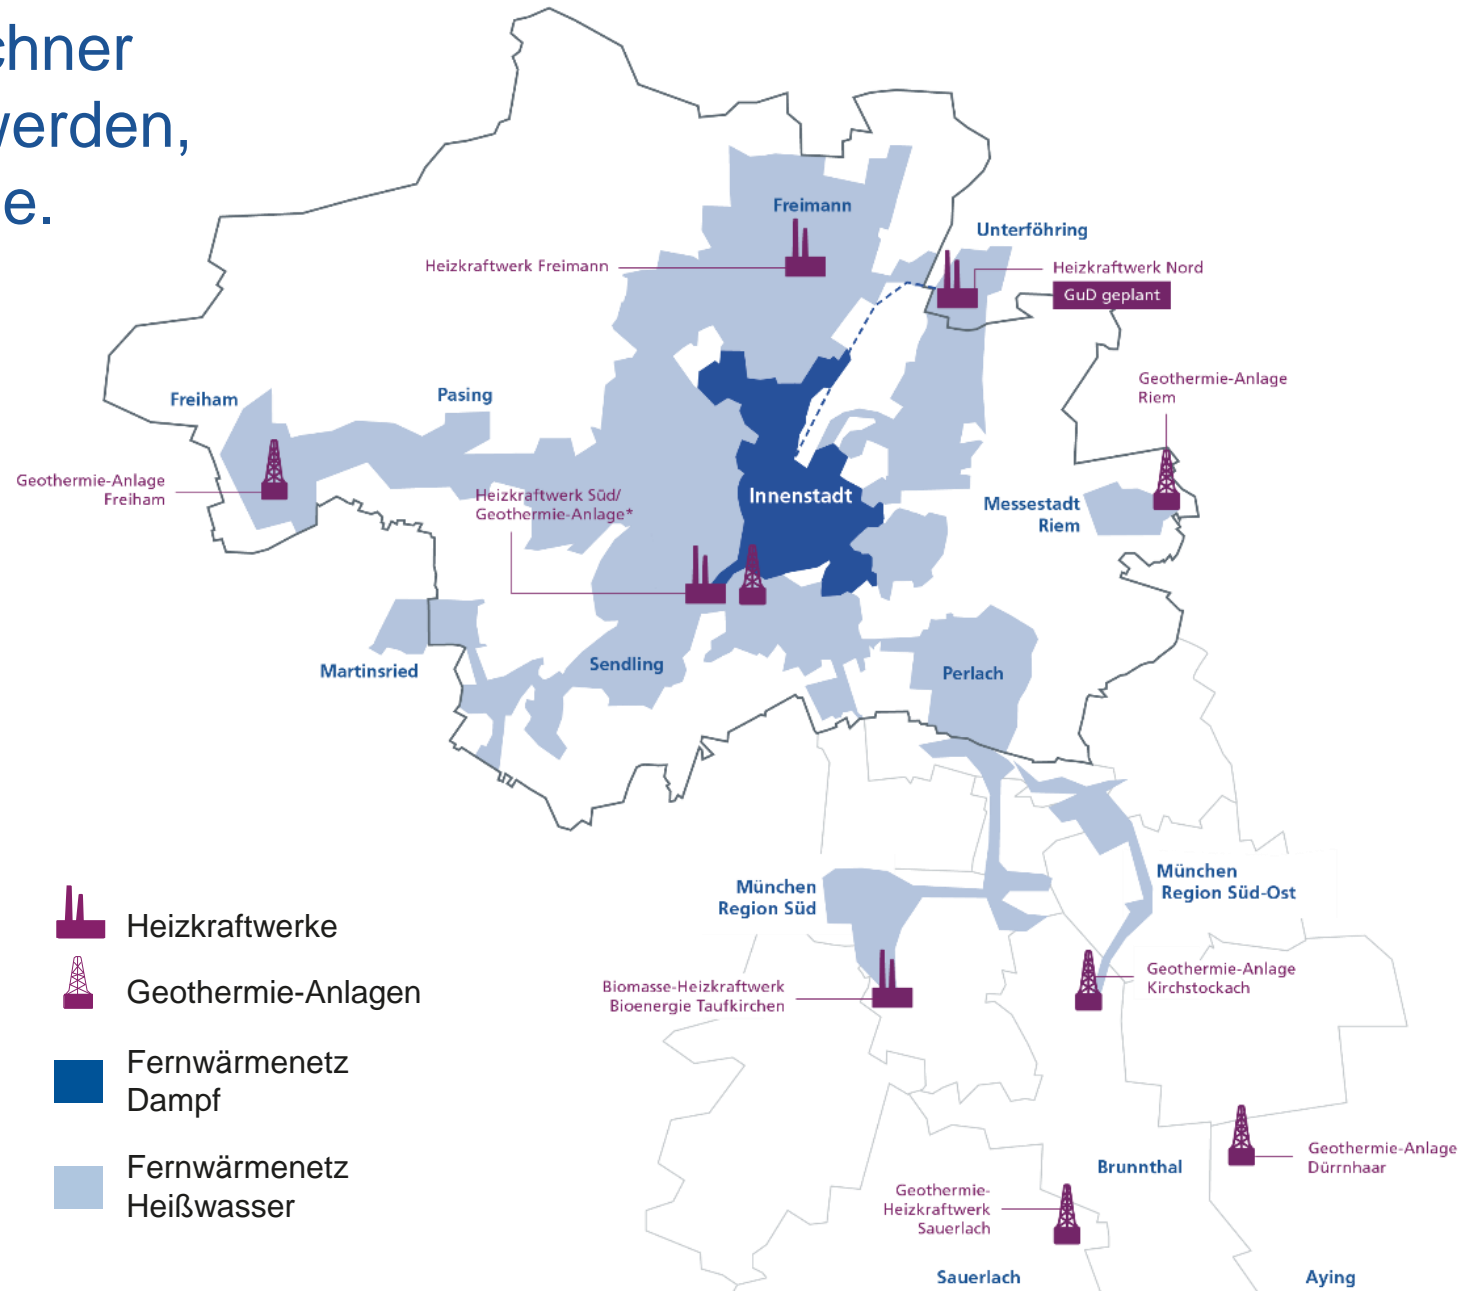 chner
werden,
e.
Freimann
Unterföhring
Heizkraftwerk Freimann
Heizkraftwerk Nord
GuD geplant
Geothermie-Anlage
Riem
Freiham
Pasing
Geothermie-Anlage
Freiham
Heizkraftwerk Süd/
Geothermie-Anlage*
Innenstadt
Messestadt
Riem
Martinsried
Sendling
Perlach
München
Region Süd
München
Region Süd-Ost
Heizkraftwerke
Geothermie-Anlagen
Fernwärmenetz
Dampf
Fernwärmenetz
Heißwasser
Biomasse-Heizkraftwerk
Bioenergie Taufkirchen
Geothermie-Anlage
Kirchstockach
Brunnthal
Geothermie-Anlage
Dürrnhaar
Geothermie-
Heizkraftwerk
Sauerlach
Sauerlach
Aying